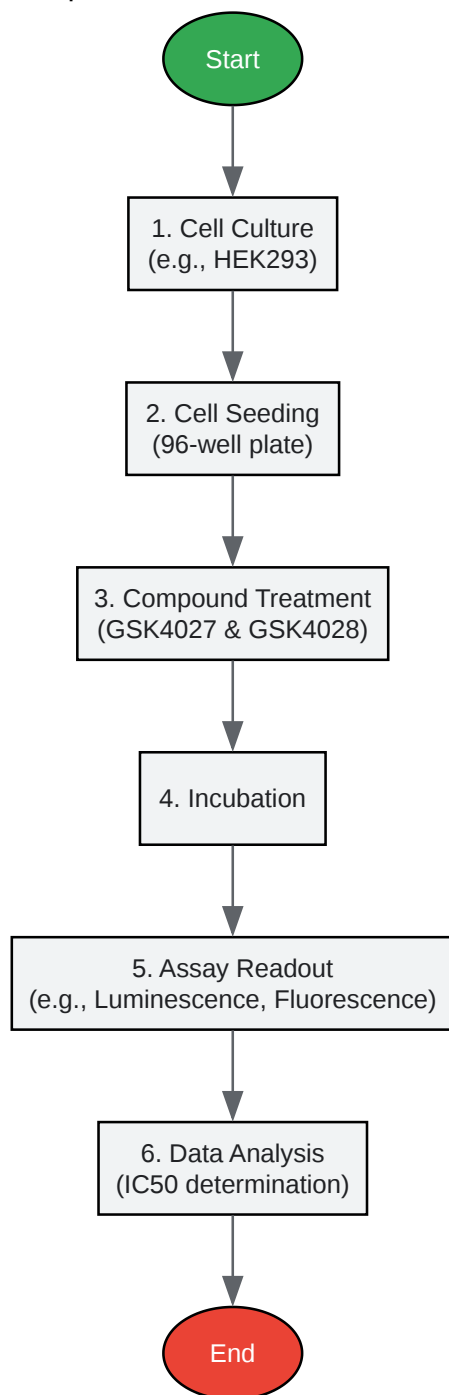 Start
1. Cell Culture
(e.g., HEK293)
2. Cell Seeding
(96-well plate)
3. Compound Treatment
(GSK4027 & GSK4028)
4. Incubation
5. Assay Readout
(e.g., Luminescence, Fluorescence)
6. Data Analysis
(IC50 determination)
End